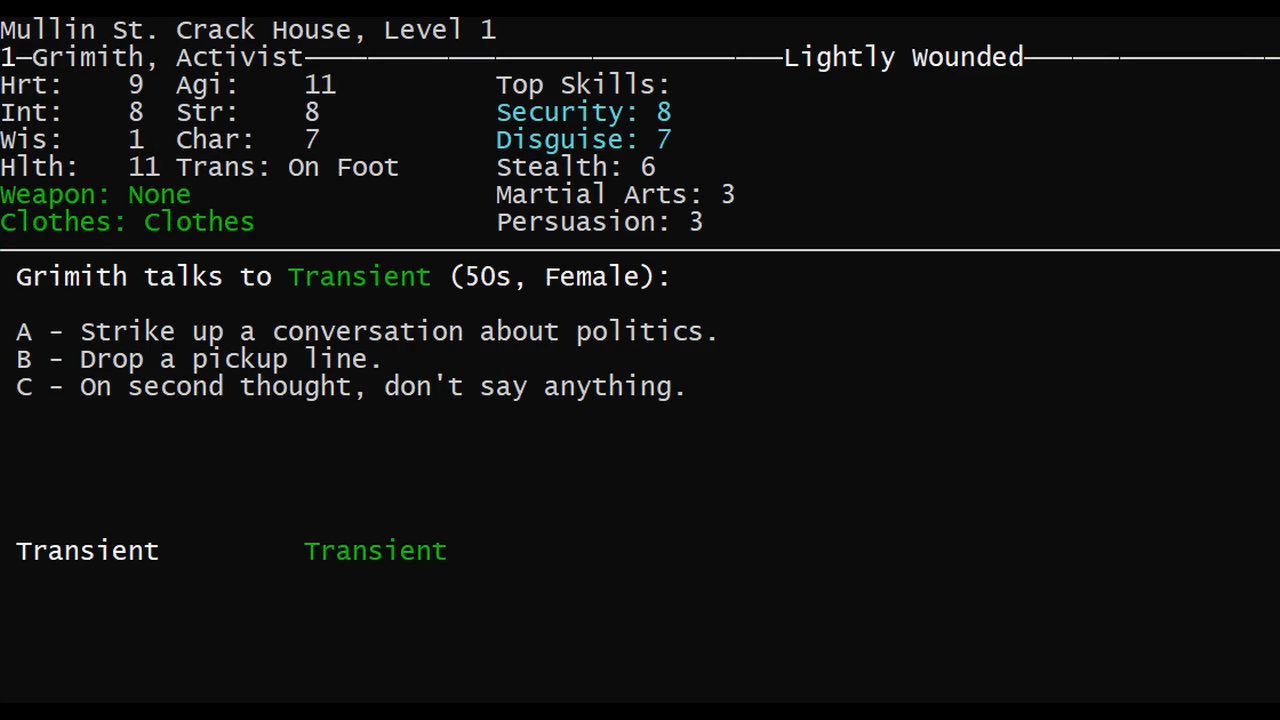 Mullin St. Crack House, Level 1
1—Grimith, Activist Lightly Wounded
Hrt: 9 Agi: 11 Top Skills:
Int: 8 Str: 8 Security: 8
Wis: 1 Char: 7 Disguise: 7
Hlth: 11 Trans: On Foot Stealth: 6
Weapon: None Martial Arts: 3
Clothes: Clothes Persuasion: 3
Grimith talks to Transient (50s, Female):
A - Strike up a conversation about politics.
B - Drop a pickup line.
C - On second thought, don't say anything.
Transient Transient